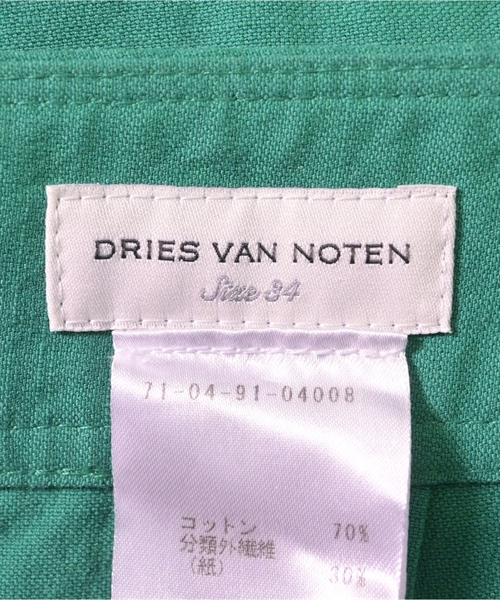 DRIES VAN NOTEN
Size 34
71-04-91-04008
コットン 70%
分類外繊維
(紙) 30%